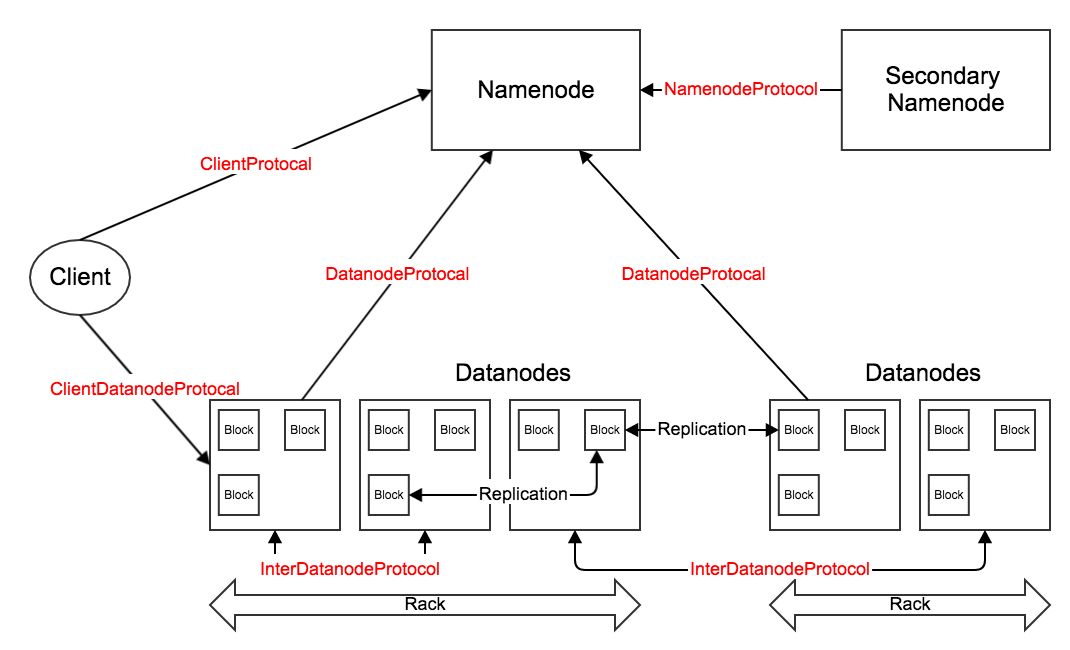 Namenode
Secondary
Namenode
NamenodeProtocol
ClientProtocal
Client
DatanodeProtocal
DatanodeProtocal
ClientDatanodeProtocal
Datanodes
Datanodes
Block
Block
Block
Block
Block
Block
Replication
Block
Block
Block
Block
Block
Replication
Block
Block
Block
InterDatanodeProtocol
InterDatanodeProtocol
Rack
Rack